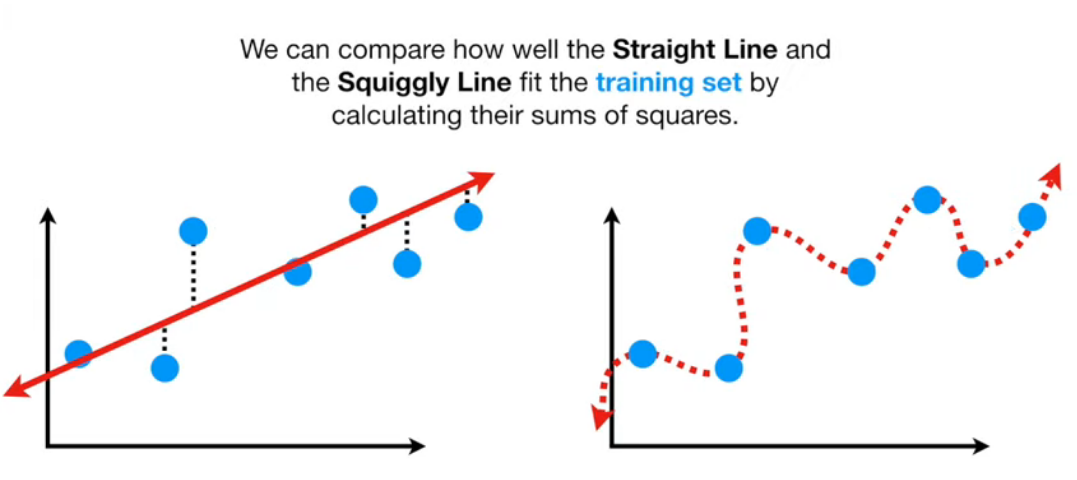 We can compare how well the Straight Line and
the Squiggly Line fit the training set by
calculating their sums of squares.